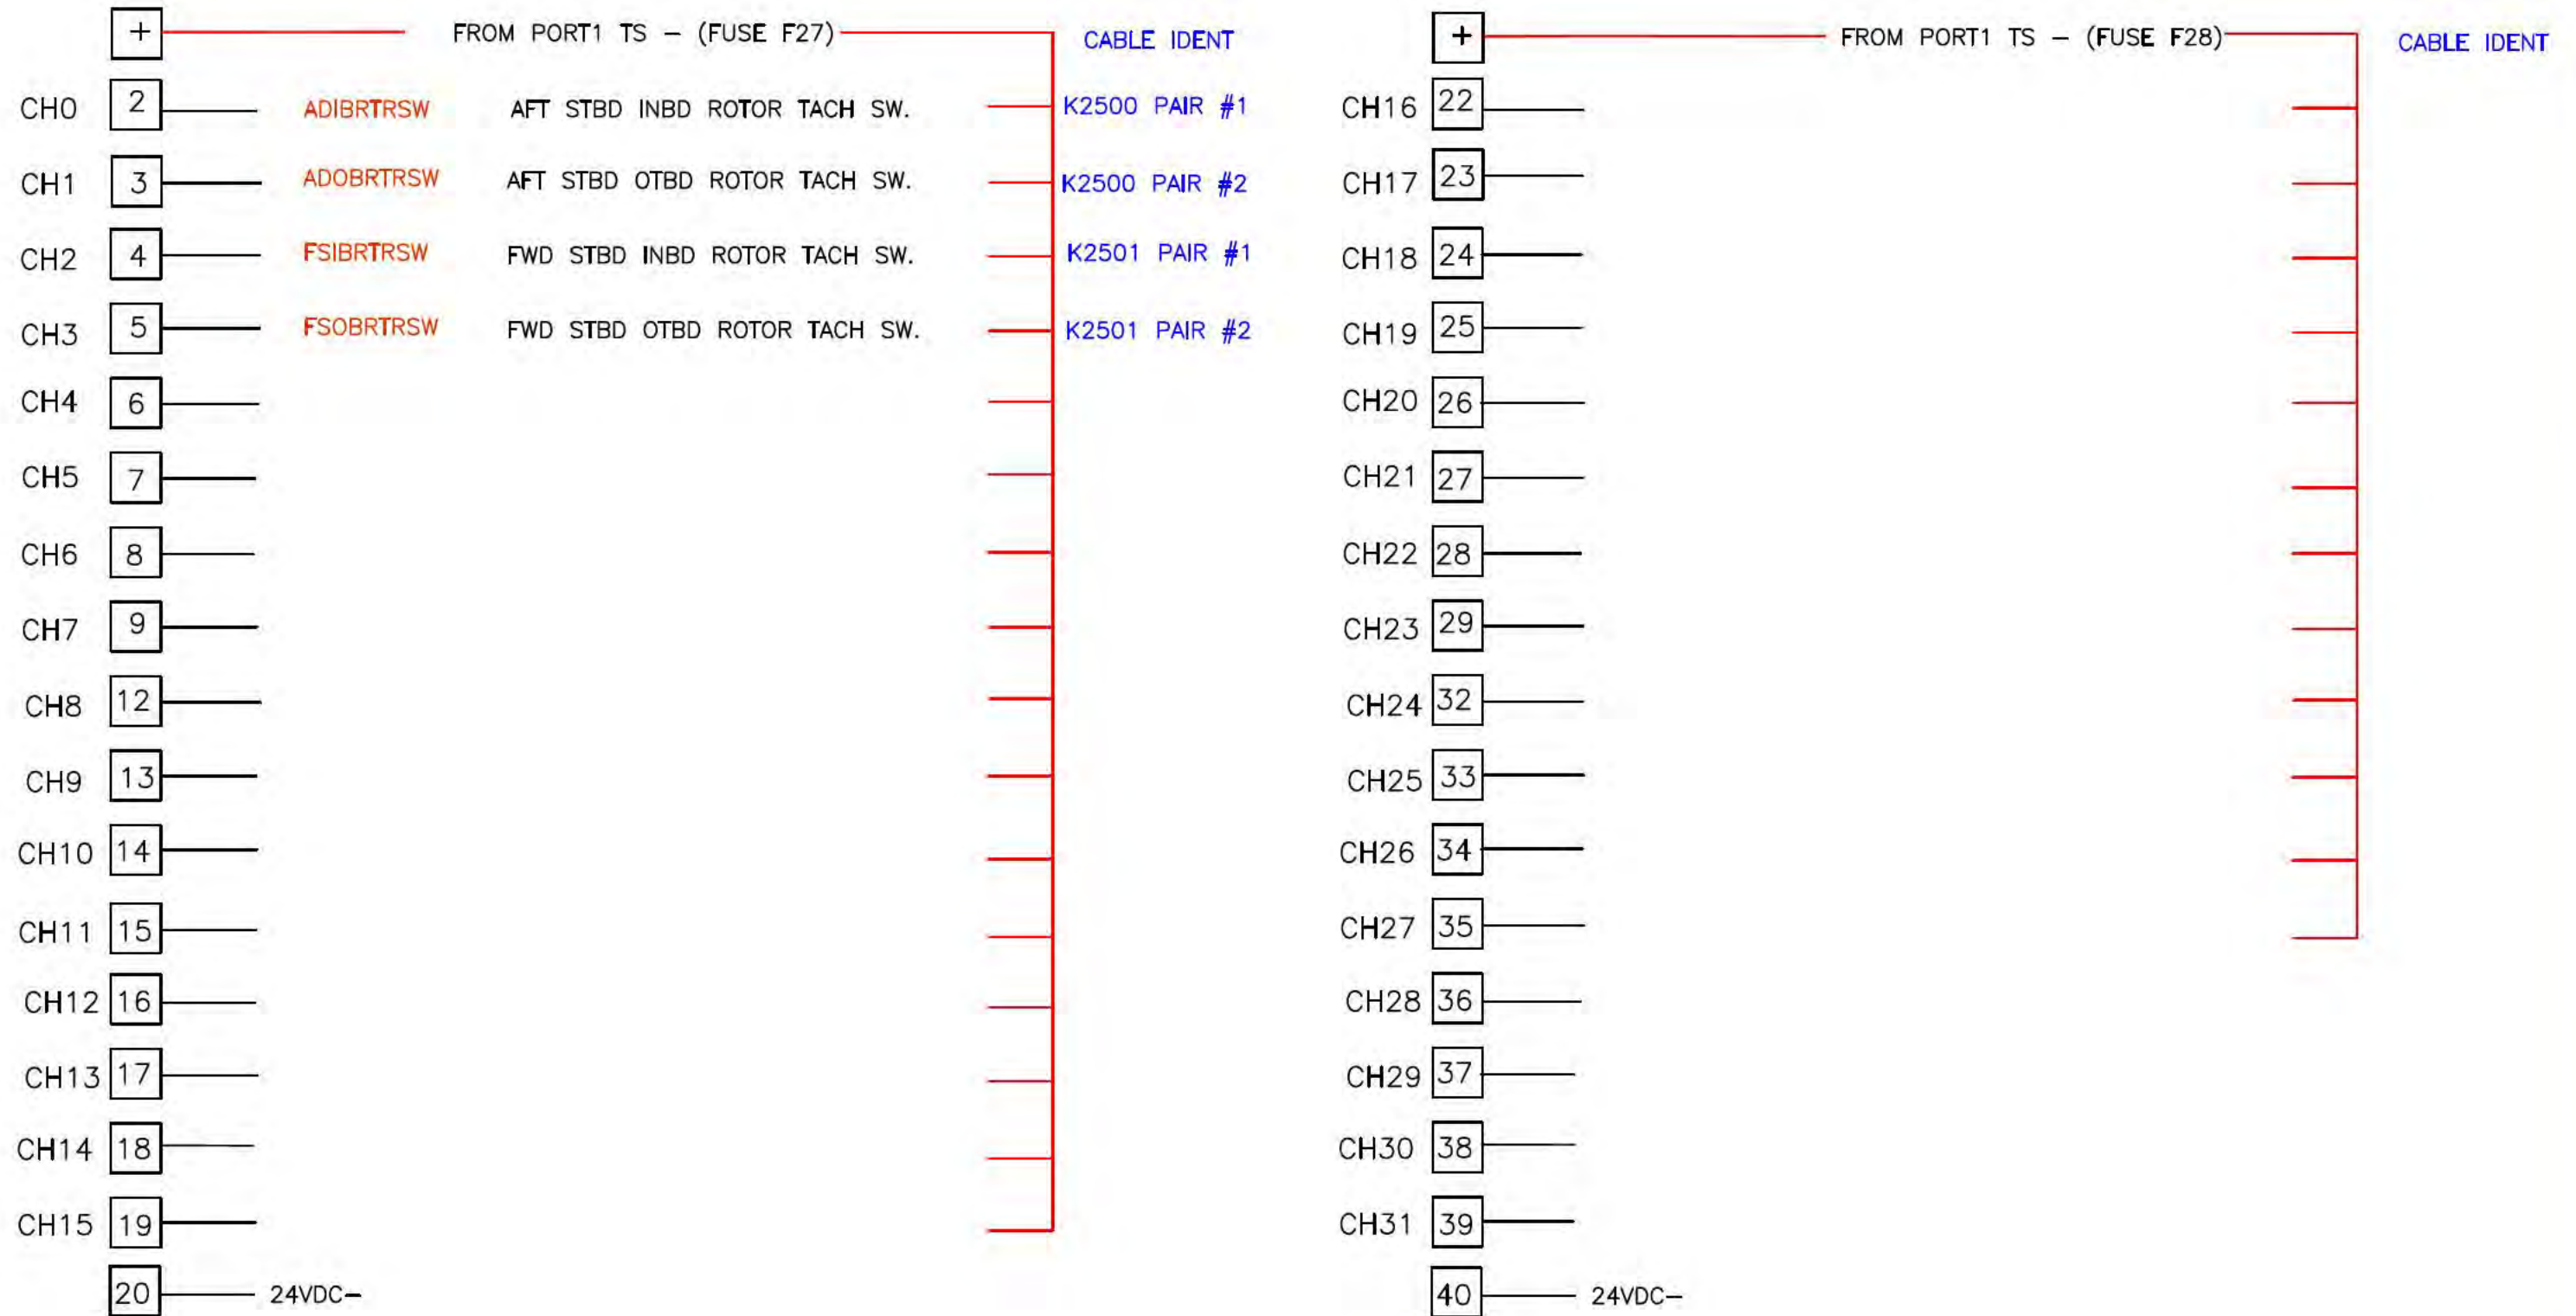 + FROM PORT1 TS – (FUSE F27) CABLE IDENT
CH0 2 ADIBRTRSW AFT STBD INBD ROTOR TACH SW. K2500 PAIR #1
CH1 3 ADOBRTRSW AFT STBD OTBD ROTOR TACH SW. K2500 PAIR #2
CH2 4 FSIBRTRSW FWD STBD INBD ROTOR TACH SW. K2501 PAIR #1
CH3 5 FSOBRTRSW FWD STBD OTBD ROTOR TACH SW. K2501 PAIR #2
CH4 6
CH5 7
CH6 8
CH7 9
CH8 12
CH9 13
CH10 14
CH11 15
CH12 16
CH13 17
CH14 18
CH15 19
20 24VDC–
+ FROM PORT1 TS – (FUSE F28) CABLE IDENT
CH16 22
CH17 23
CH18 24
CH19 25
CH20 26
CH21 27
CH22 28
CH23 29
CH24 32
CH25 33
CH26 34
CH27 35
CH28 36
CH29 37
CH30 38
CH31 39
40 24VDC–